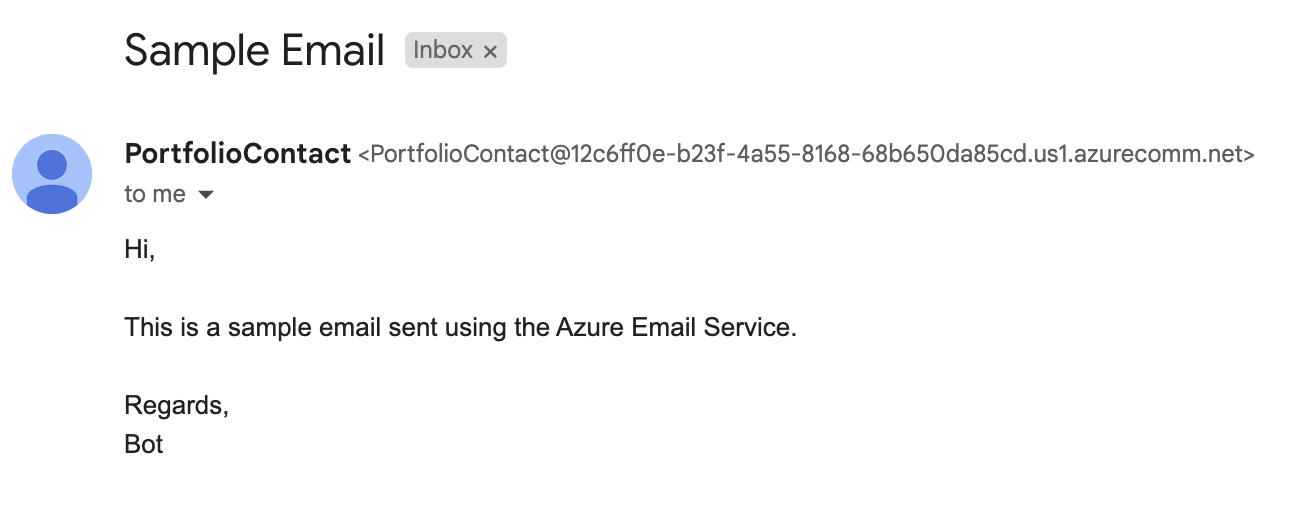 Sample Email Inbox ×
PortfolioContact <PortfolioContact@12c6ff0e-b23f-4a55-8168-68b650da85cd.us1.azurecomm.net>
to me
Hi,
This is a sample email sent using the Azure Email Service.
Regards,
Bot